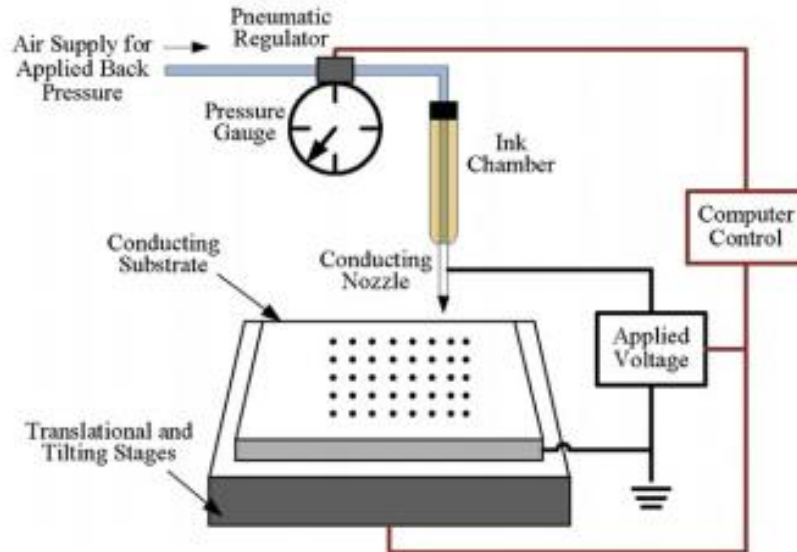 Pneumatic
Regulator
Air Supply for
Applied Back
Pressure
Pressure
Gauge
Ink
Chamber
Computer
Control
Conducting
Substrate
Conducting
Nozzle
Applied
Voltage
Translational and
Tilting Stages